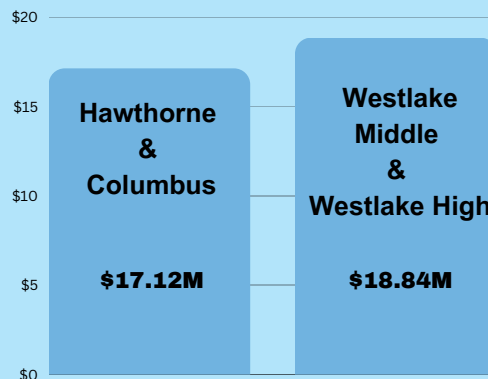 $20
$15
$10
$5
$0
Hawthorne
&
Columbus
$17.12M
Westlake
Middle
&
Westlake High
$18.84M